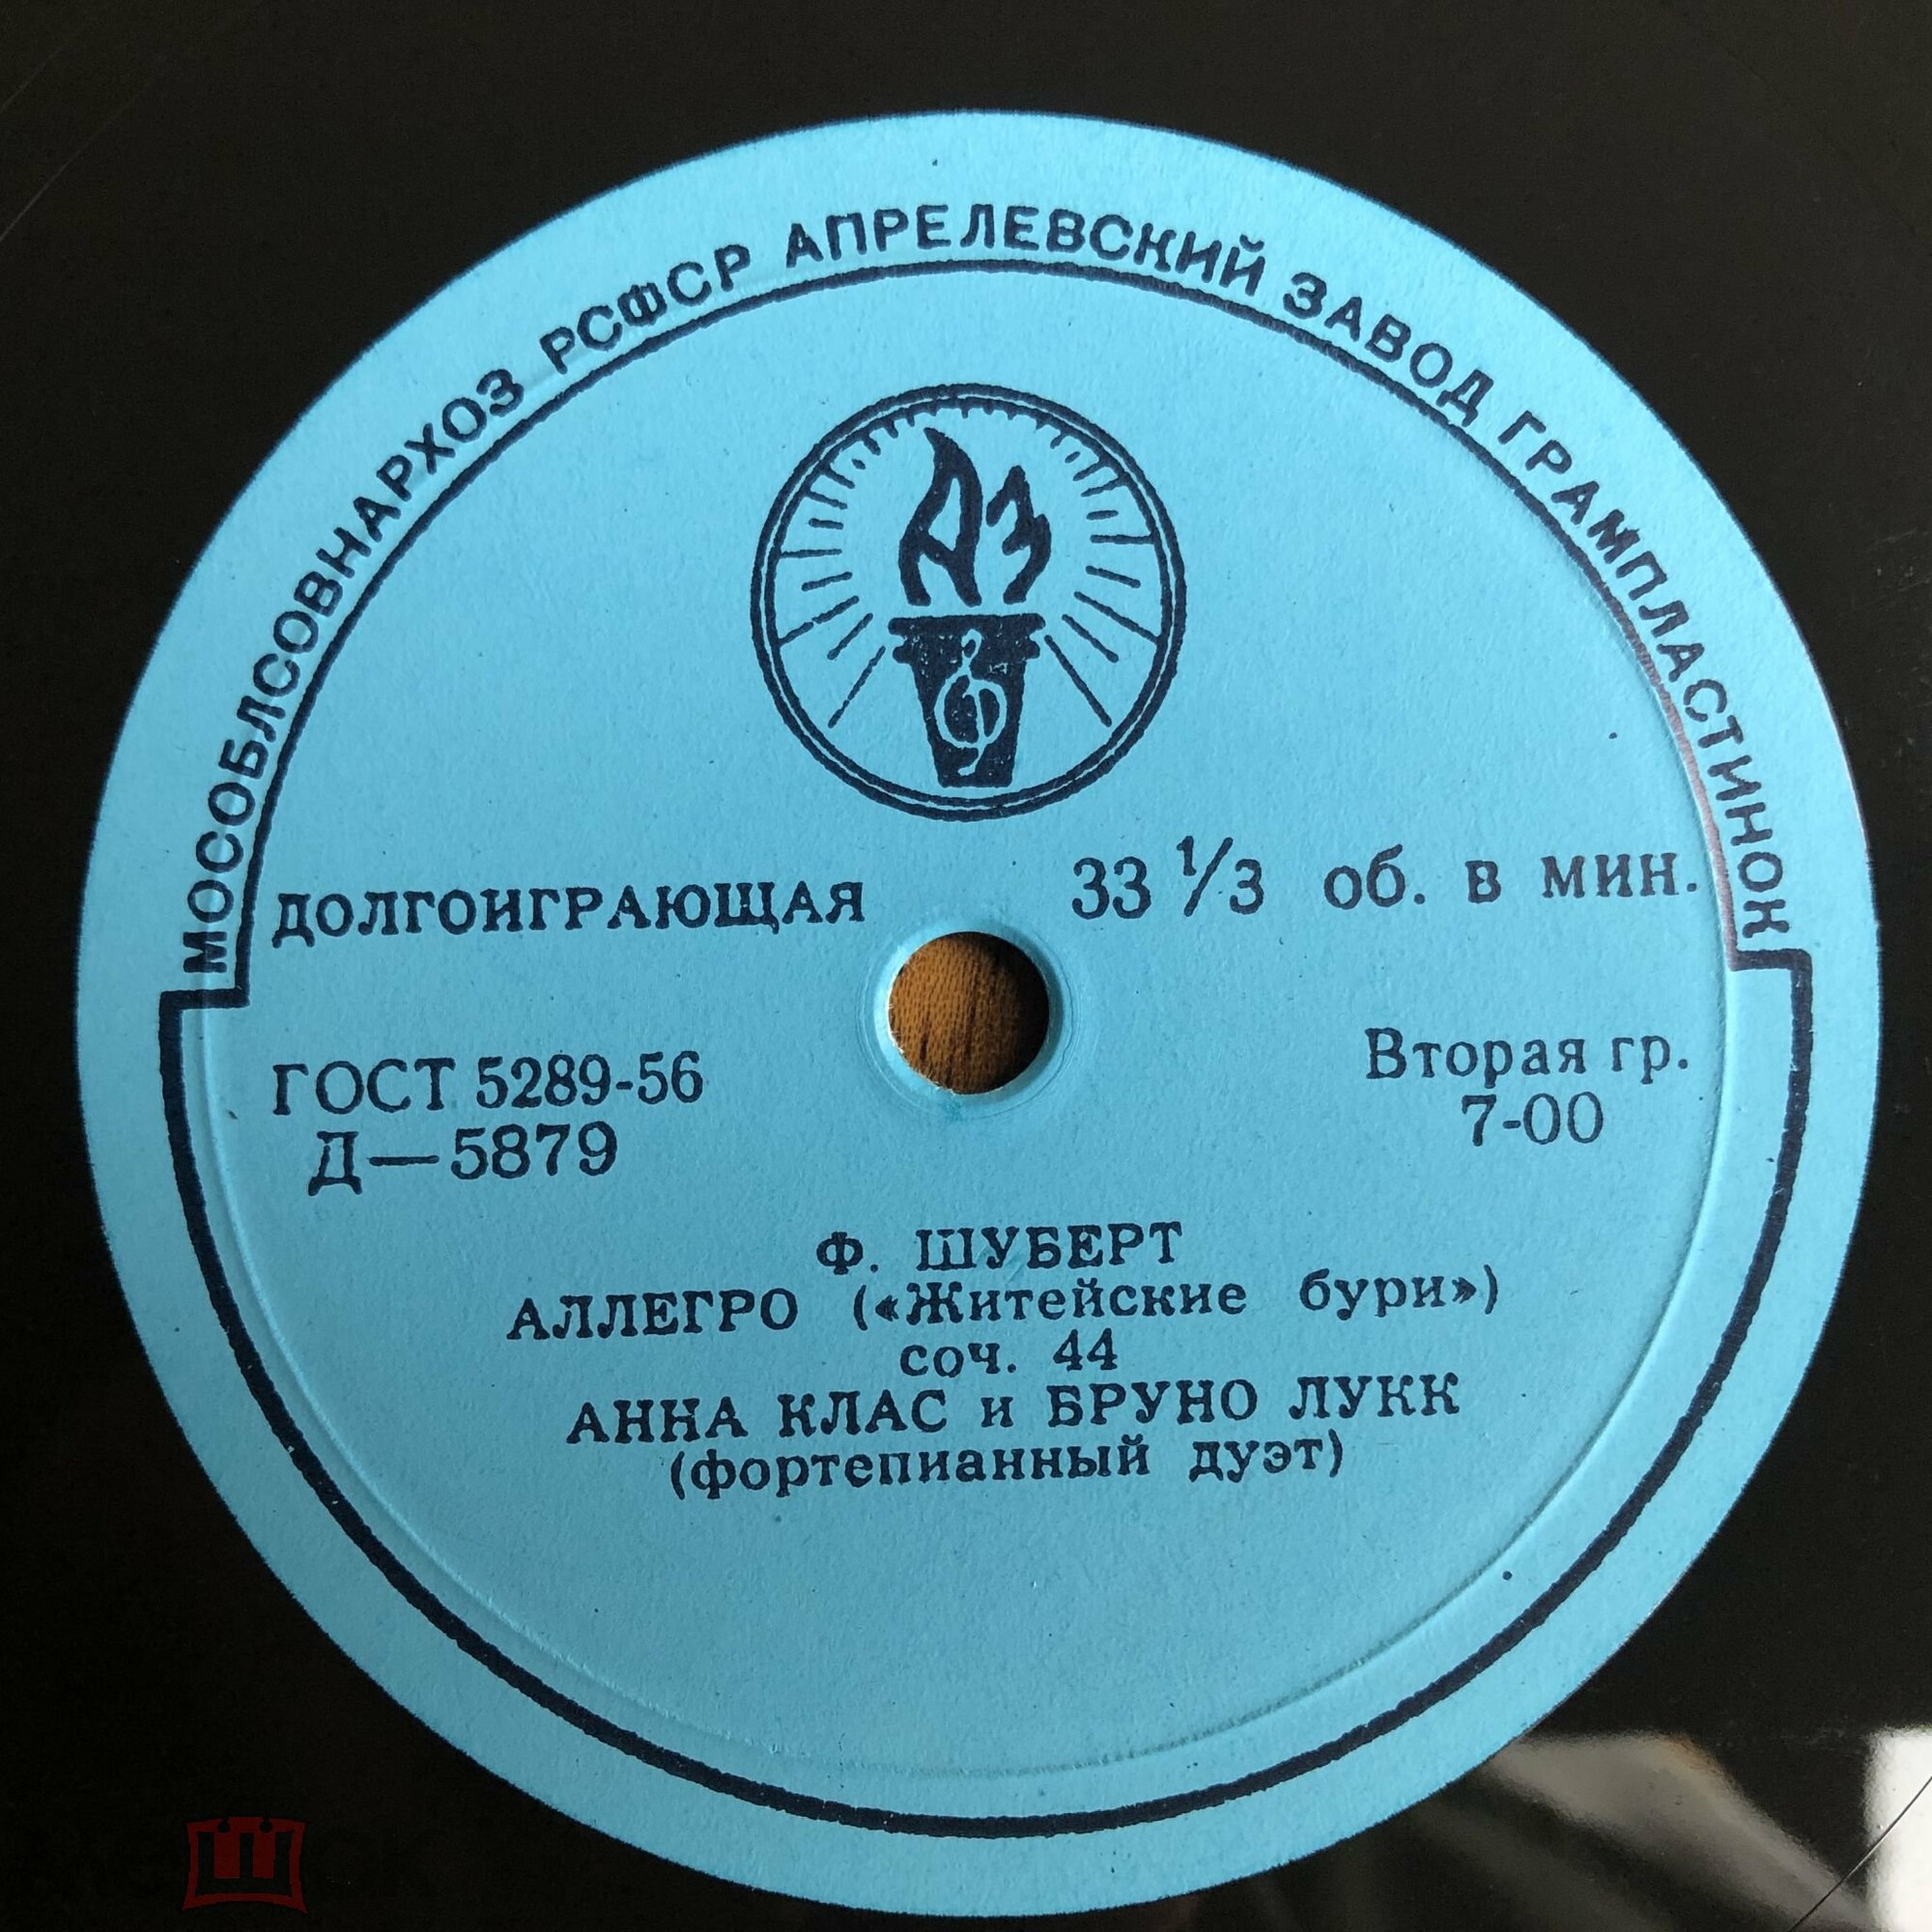 МОСОБЛСОВНАРХОЗ РСФСР АПРЕЛЕВСКИЙ ЗАВОД ГРАМПЛАСТИНОК
АЗ
ДОЛГОИГРАЮЩАЯ 33 1/3 об. в мин.
ГОСТ 5289-56 Вторая гр.
Д—5879 7-00
Ф. ШУБЕРТ
АЛЛЕГРО («Житейские бури»)
соч. 44
АННА КЛАС и БРУНО ЛУКК
(фортепианный дуэт)